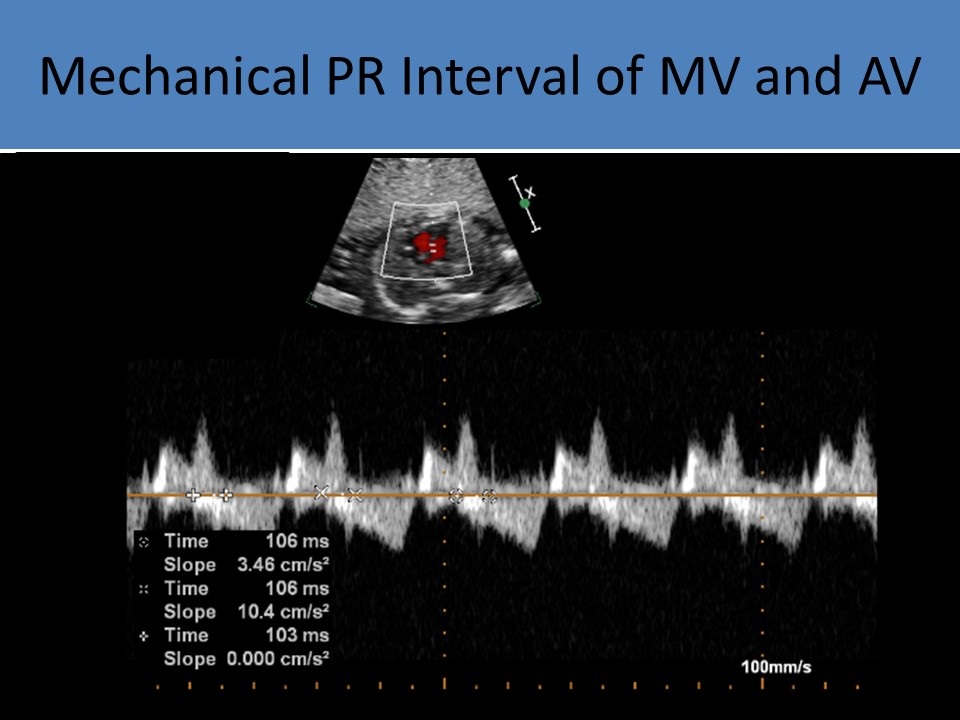 Mechanical PR Interval of MV and AV
x
Time 106 ms
Slope 3.46 cm/s²
Time 106 ms
Slope 10.4 cm/s²
Time 103 ms
Slope 0.000 cm/s²
100mm/s